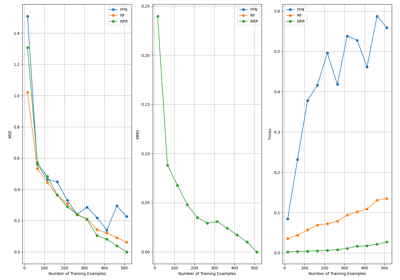 FFN
RF
KRR
1.4
1.2
1.0
0.8
0.6
0.4
0.2
0.0
MSE
0 100 200 300 400 500
Number of Training Examples
FFN
RF
KRR
0.25
0.20
0.15
0.10
0.05
0.00
MMD
0 100 200 300 400 500
Number of Training Examples
FFN
RF
KRR
0.6
0.5
0.4
0.3
0.2
0.1
0.0
Times
0 100 200 300 400 500
Number of Training Examples